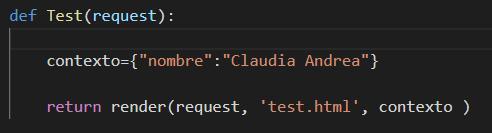 def Test(request):
contexto={"nombre":"Claudia Andrea"}
return render(request, 'test.html', contexto )